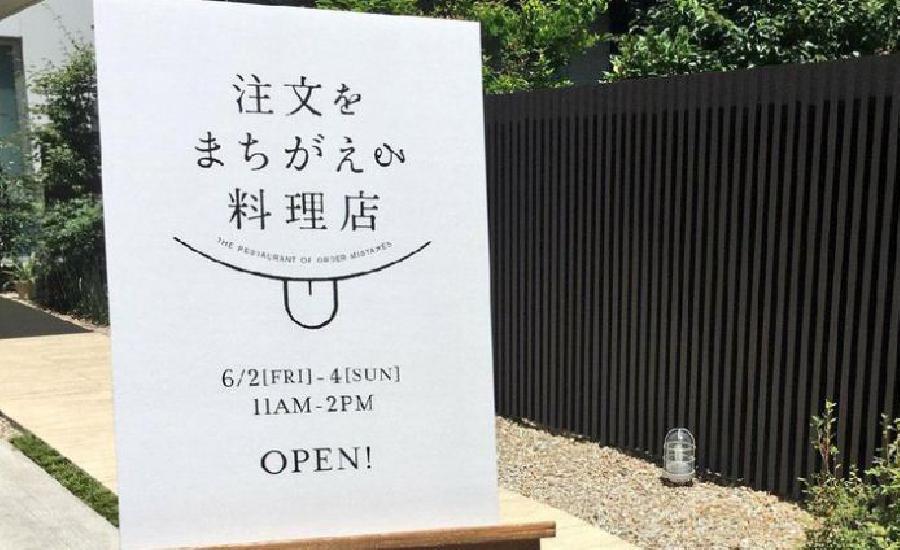 注文を
まちがえる
料理店
THE RESTAURANT OF ORDER MISTAKES
6/2[FRI]-4[SUN]
11AM-2PM
OPEN!